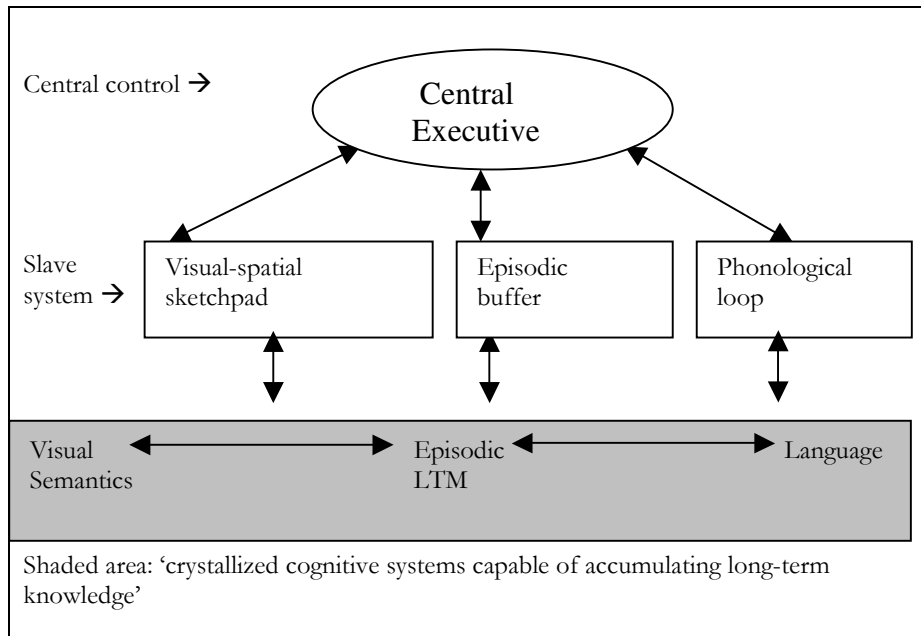 Central control →
Central
Executive
Slave
system →
Visual-spatial
sketchpad
Episodic
buffer
Phonological
loop
Visual
Semantics
Episodic
LTM
Language
Shaded area: ‘crystallized cognitive systems capable of accumulating long-term
knowledge’